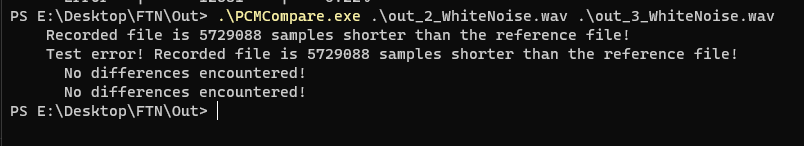 PS E:\Desktop\FTN\Out> .\PCMCompare.exe .\out_2_WhiteNoise.wav .\out_3_WhiteNoise.wav
Recorded file is 5729088 samples shorter than the reference file!
Test error! Recorded file is 5729088 samples shorter than the reference file!
No differences encountered!
No differences encountered!
PS E:\Desktop\FTN\Out>